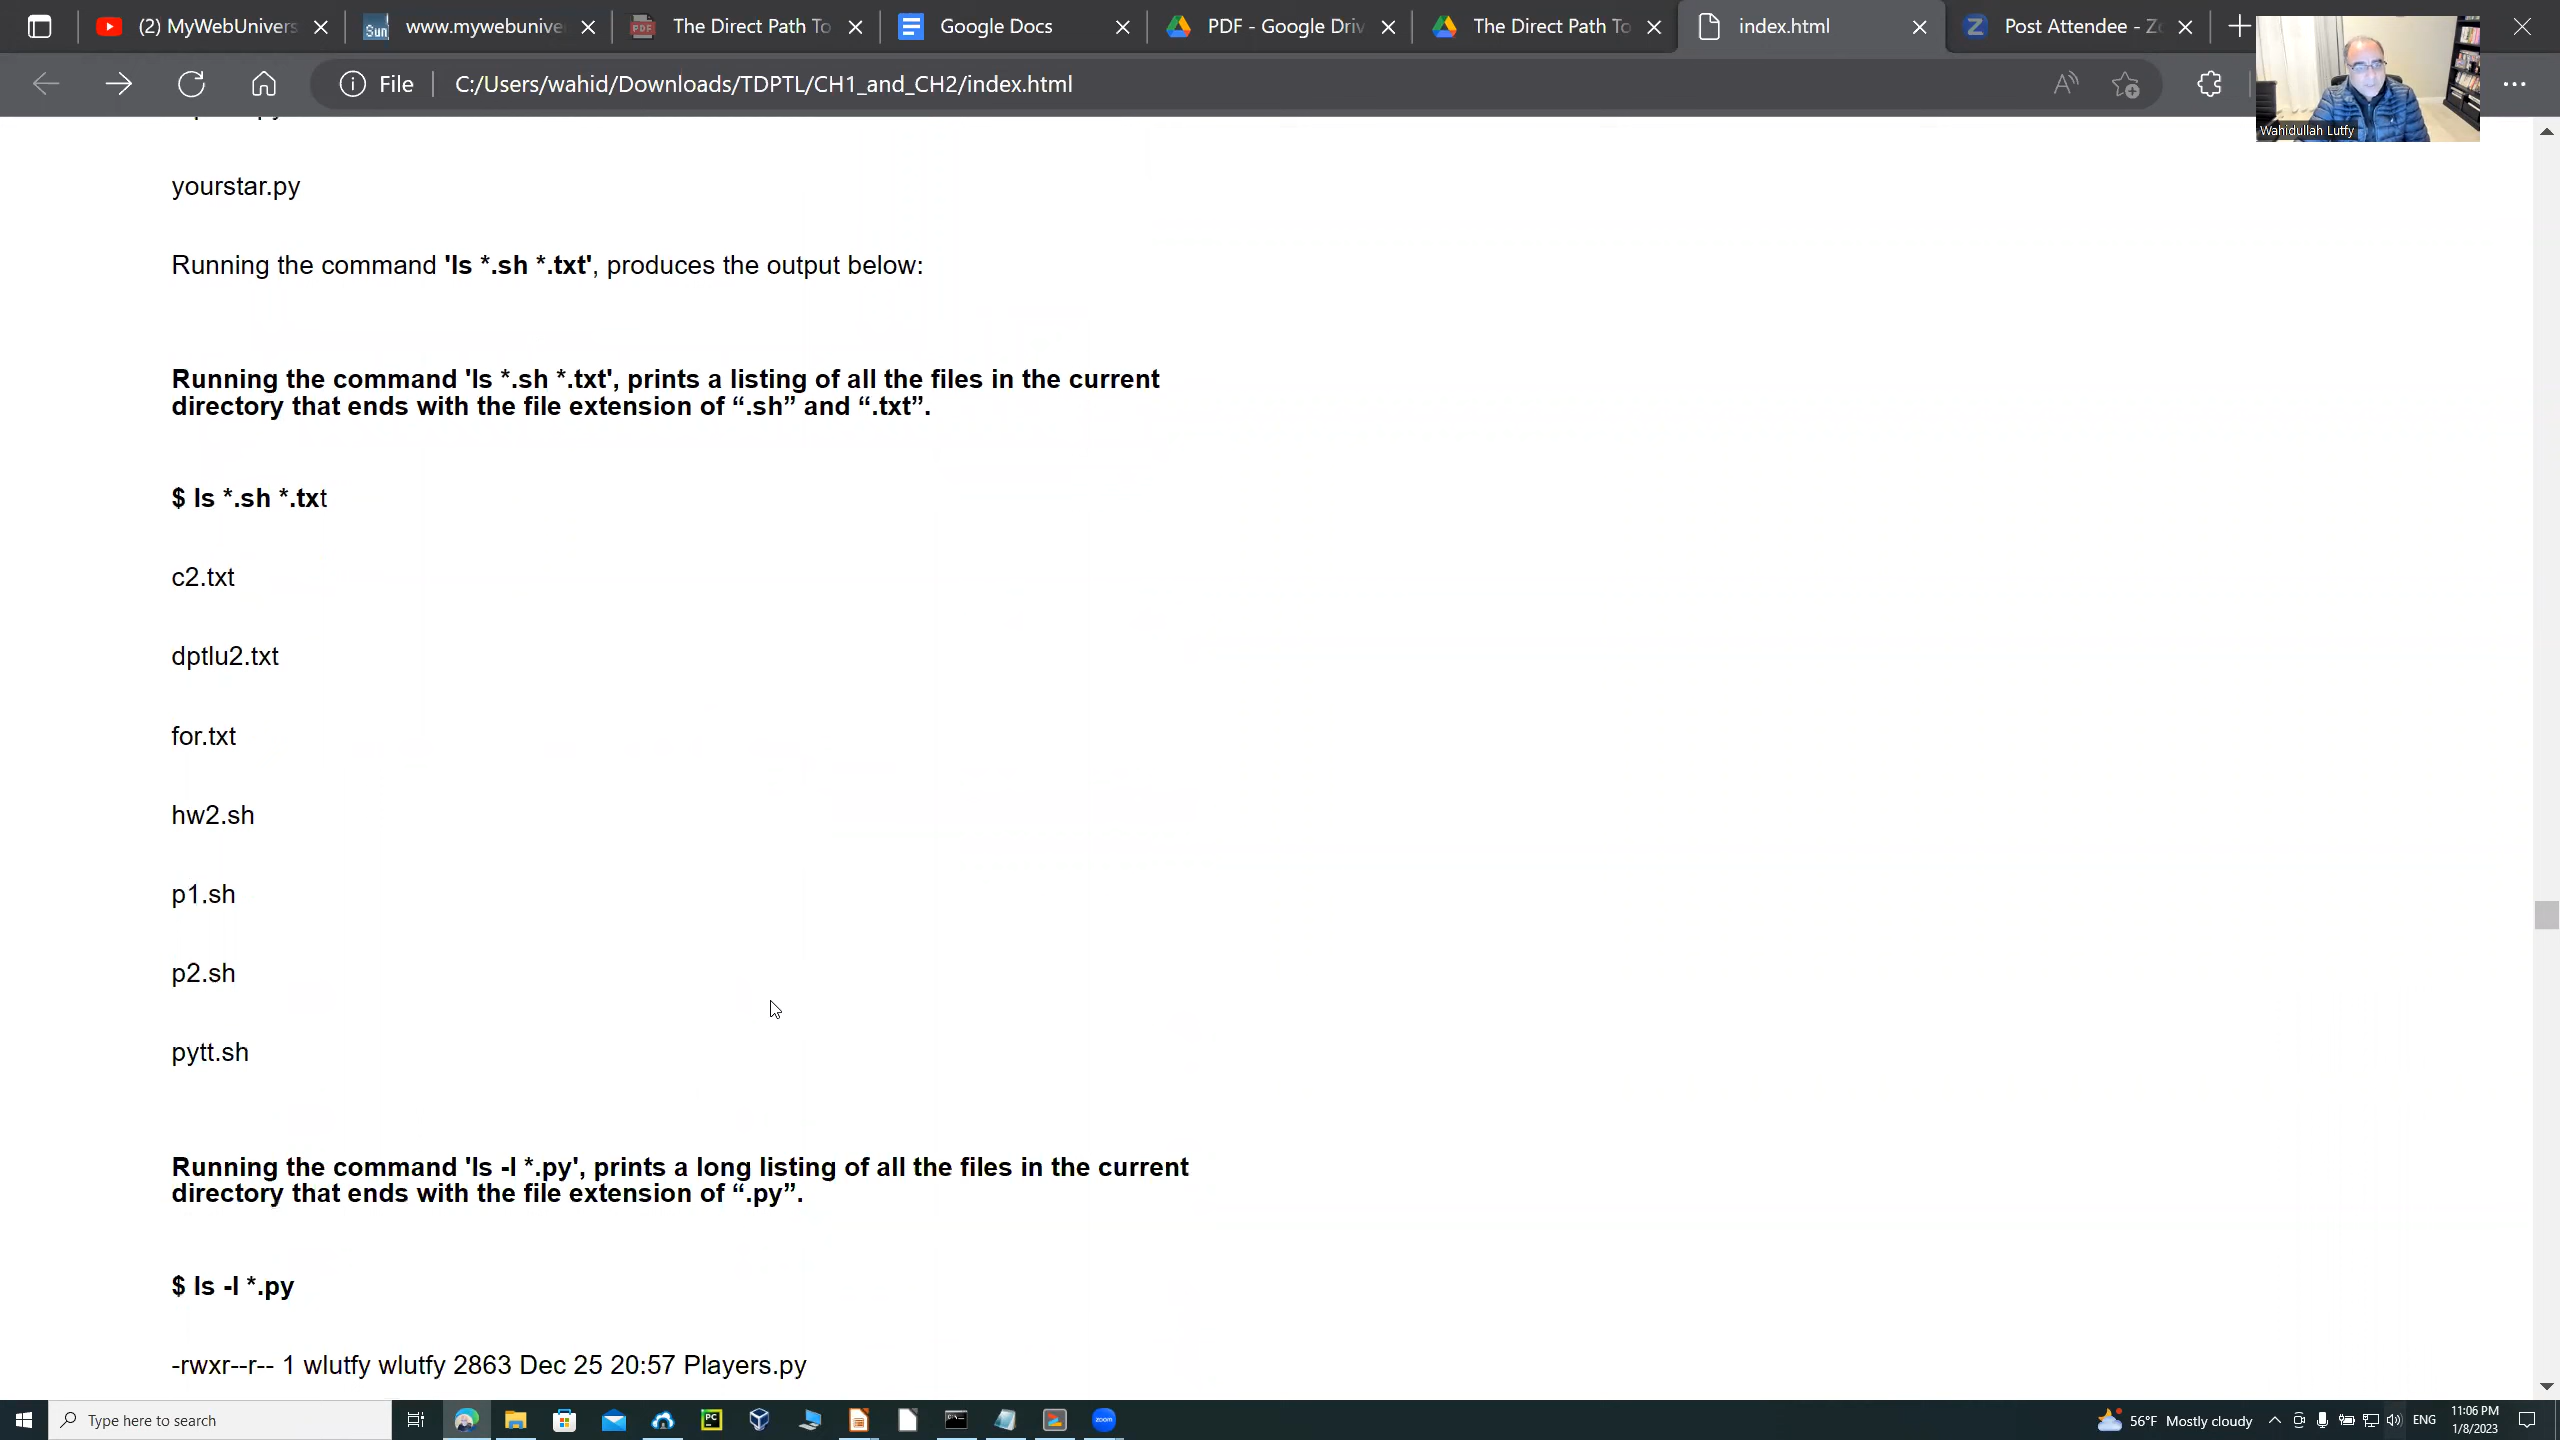 (2) MyWebUnivers
www.mywebunive
The Direct Path To
Google Docs
PDF - Google Driv
The Direct Path To
index.html
Post Attendee - Zo
File
C:/Users/wahid/Downloads/TDPTL/CH1_and_CH2/index.html
Wahidullah Lutfy
yourstar.py
Running the command 'ls *.sh *.txt', produces the output below:
Running the command 'ls *.sh *.txt', prints a listing of all the files in the current
directory that ends with the file extension of “.sh” and “.txt”.
$ ls *.sh *.txt
c2.txt
dptlu2.txt
for.txt
hw2.sh
p1.sh
p2.sh
pytt.sh
Running the command 'ls -l *.py', prints a long listing of all the files in the current
directory that ends with the file extension of “.py”.
$ ls -l *.py
-rwxr--r-- 1 wlutfy wlutfy 2863 Dec 25 20:57 Players.py
Type here to search
56°F Mostly cloudy
ENG
11:06 PM
1/8/2023